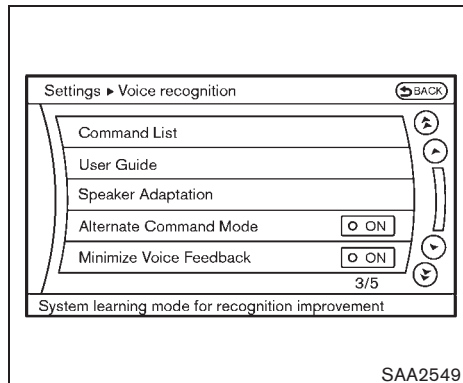 Settings ▶ Voice recognition
BACK
Command List
User Guide
Speaker Adaptation
Alternate Command Mode
ON
Minimize Voice Feedback
ON
3/5
System learning mode for recognition improvement
SAA2549